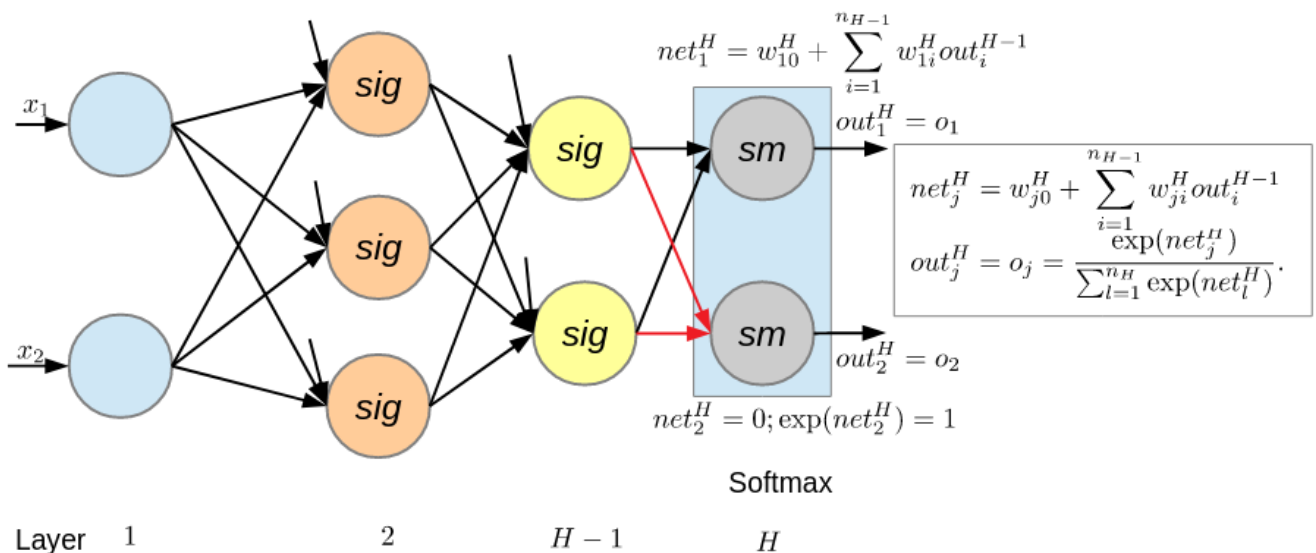 $net_1^H = w_{10}^H + \sum_{i=1}^{n_{H-1}} w_{1i}^H out_i^{H-1}$
$x_1$
sig
sig
sm
$out_1^H = o_1$
$net_j^H = w_{j0}^H + \sum_{i=1}^{n_{H-1}} w_{ji}^H out_i^{H-1}$
$out_j^H = o_j = \frac{\exp(net_j^H)}{\sum_{l=1}^{n_H} \exp(net_l^H)}.$
sig
$x_2$
sig
sig
sm
$out_2^H = o_2$
$net_2^H = 0; \exp(net_2^H) = 1$
Softmax
Layer 1 2 $H-1$ $H$